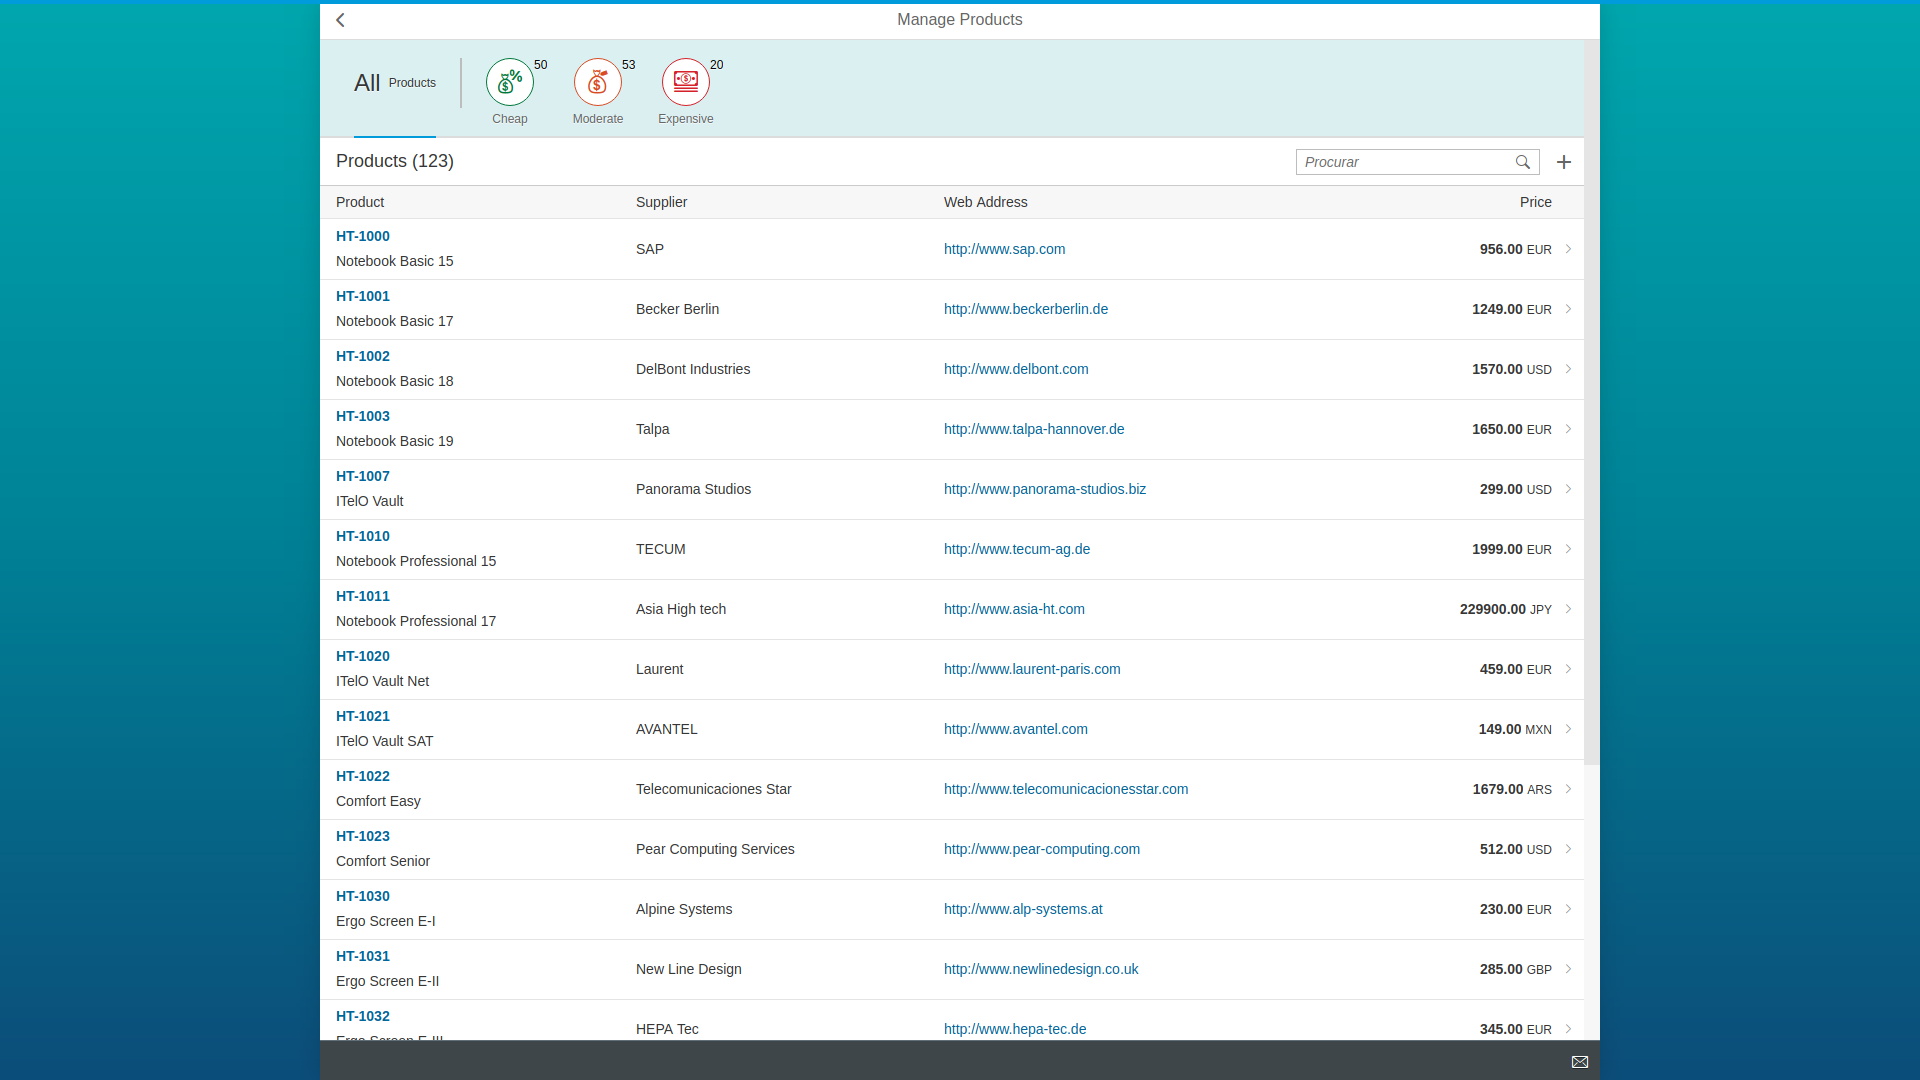 Manage Products
All Products
50
Cheap
53
Moderate
20
Expensive
Products (123)
Procurar
Product Supplier Web Address Price
HT-1000
Notebook Basic 15
SAP http://www.sap.com 956.00 EUR
HT-1001
Notebook Basic 17
Becker Berlin http://www.beckerberlin.de 1249.00 EUR
HT-1002
Notebook Basic 18
DelBont Industries http://www.delbont.com 1570.00 USD
HT-1003
Notebook Basic 19
Talpa http://www.talpa-hannover.de 1650.00 EUR
HT-1007
ITelO Vault
Panorama Studios http://www.panorama-studios.biz 299.00 USD
HT-1010
Notebook Professional 15
TECUM http://www.tecum-ag.de 1999.00 EUR
HT-1011
Notebook Professional 17
Asia High tech http://www.asia-ht.com 229900.00 JPY
HT-1020
ITelO Vault Net
Laurent http://www.laurent-paris.com 459.00 EUR
HT-1021
ITelO Vault SAT
AVANTEL http://www.avantel.com 149.00 MXN
HT-1022
Comfort Easy
Telecomunicaciones Star http://www.telecomunicacionesstar.com 1679.00 ARS
HT-1023
Comfort Senior
Pear Computing Services http://www.pear-computing.com 512.00 USD
HT-1030
Ergo Screen E-I
Alpine Systems http://www.alp-systems.at 230.00 EUR
HT-1031
Ergo Screen E-II
New Line Design http://www.newlinedesign.co.uk 285.00 GBP
HT-1032
Ergo Screen E-III
HEPA Tec http://www.hepa-tec.de 345.00 EUR